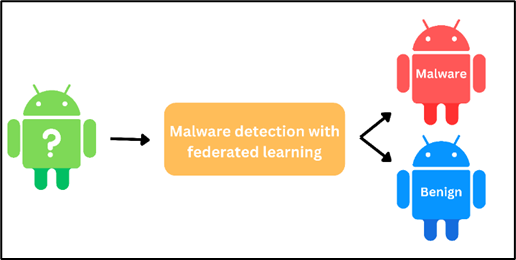 ?
Malware detection with
federated learning
Malware
Benign